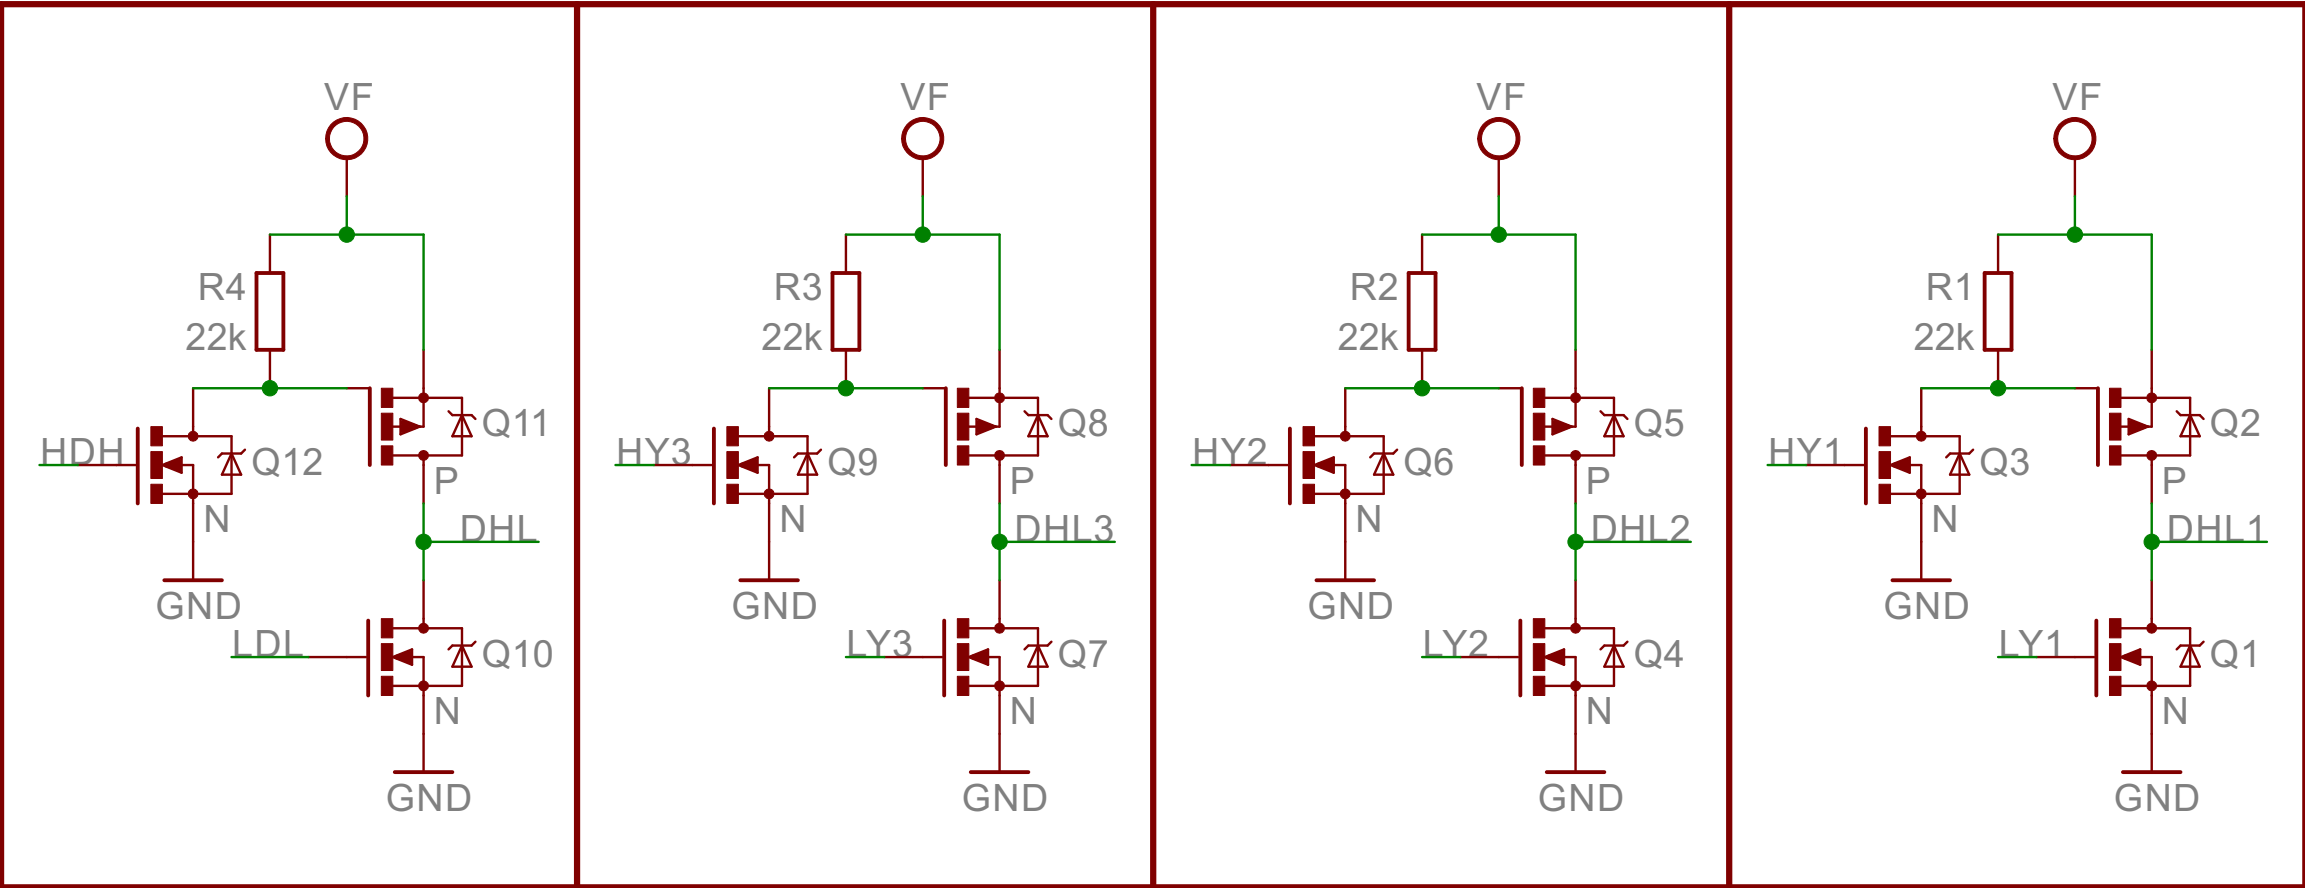 VF
R4
22k
HDH
Q12
N
GND
Q11
P
DHL
LDL
Q10
N
GND
VF
R3
22k
HY3
Q9
N
GND
Q8
P
DHL3
LY3
Q7
N
GND
VF
R2
22k
HY2
Q6
N
GND
Q5
P
DHL2
LY2
Q4
N
GND
VF
R1
22k
HY1
Q3
N
GND
Q2
P
DHL1
LY1
Q1
N
GND